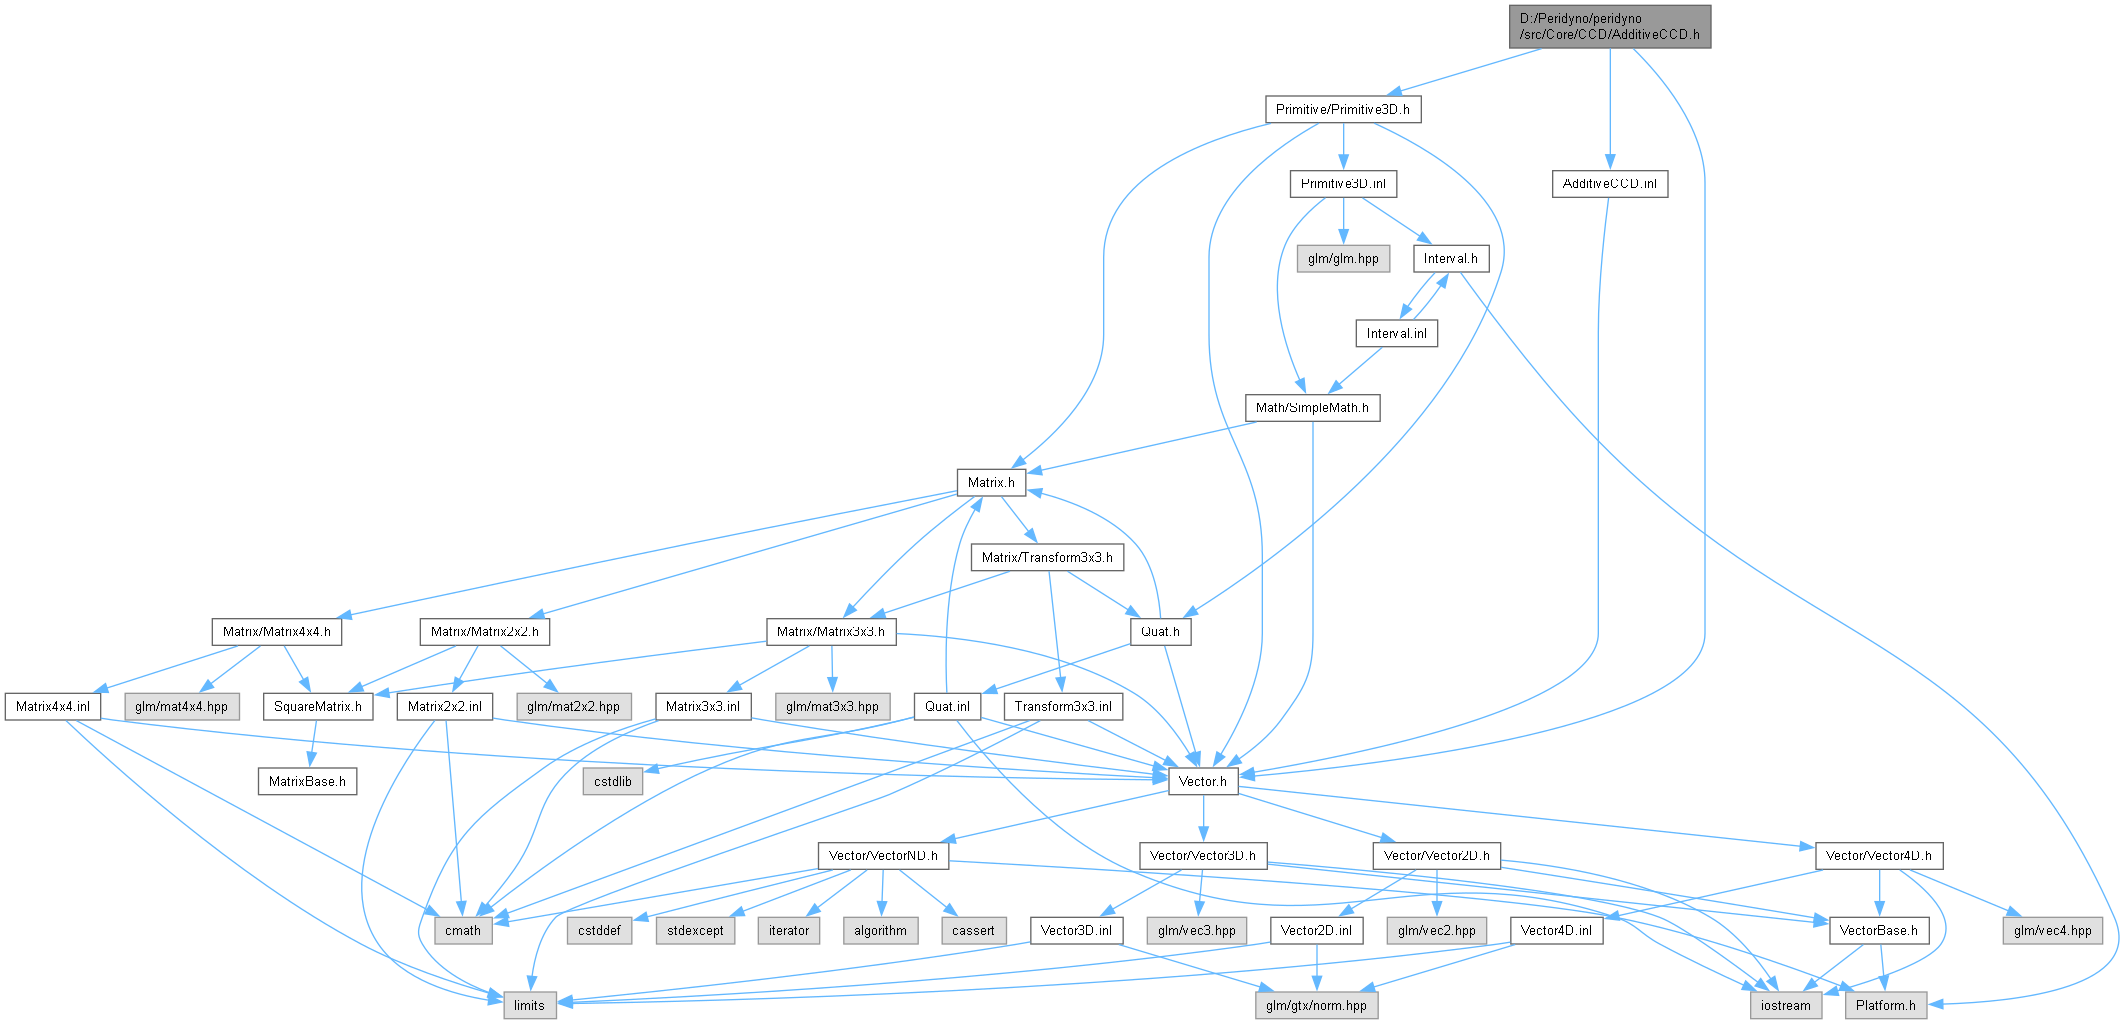 D:/Peridyno/peridyno
/src/Core/CCD/AdditiveCCD.h
Primitive/Primitive3D.h
Primitive3D.inl
AdditiveCCD.inl
glm/glm.hpp
Interval.h
Interval.inl
Math/SimpleMath.h
Matrix.h
Matrix/Transform3x3.h
Matrix/Matrix4x4.h
Matrix/Matrix2x2.h
Matrix/Matrix3x3.h
Quat.h
Matrix4x4.inl
glm/mat4x4.hpp
SquareMatrix.h
Matrix2x2.inl
glm/mat2x2.hpp
Matrix3x3.inl
glm/mat3x3.hpp
Quat.inl
Transform3x3.inl
MatrixBase.h
cstdlib
Vector.h
Vector/VectorND.h
Vector/Vector3D.h
Vector/Vector2D.h
Vector/Vector4D.h
cmath
cstddef
stdexcept
iterator
algorithm
cassert
Vector3D.inl
glm/vec3.hpp
Vector2D.inl
glm/vec2.hpp
Vector4D.inl
VectorBase.h
glm/vec4.hpp
limits
glm/gtx/norm.hpp
iostream
Platform.h